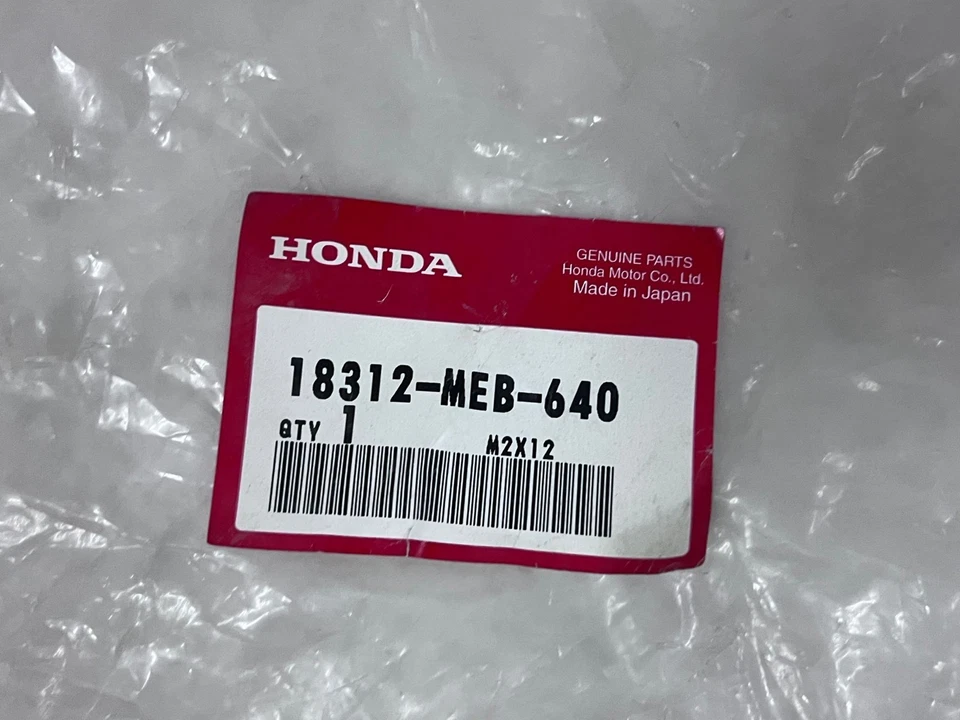 HONDA
GENUINE PARTS
Honda Motor Co., Ltd.
Made in Japan
18312-MEB-640
QTY 1 M2X12